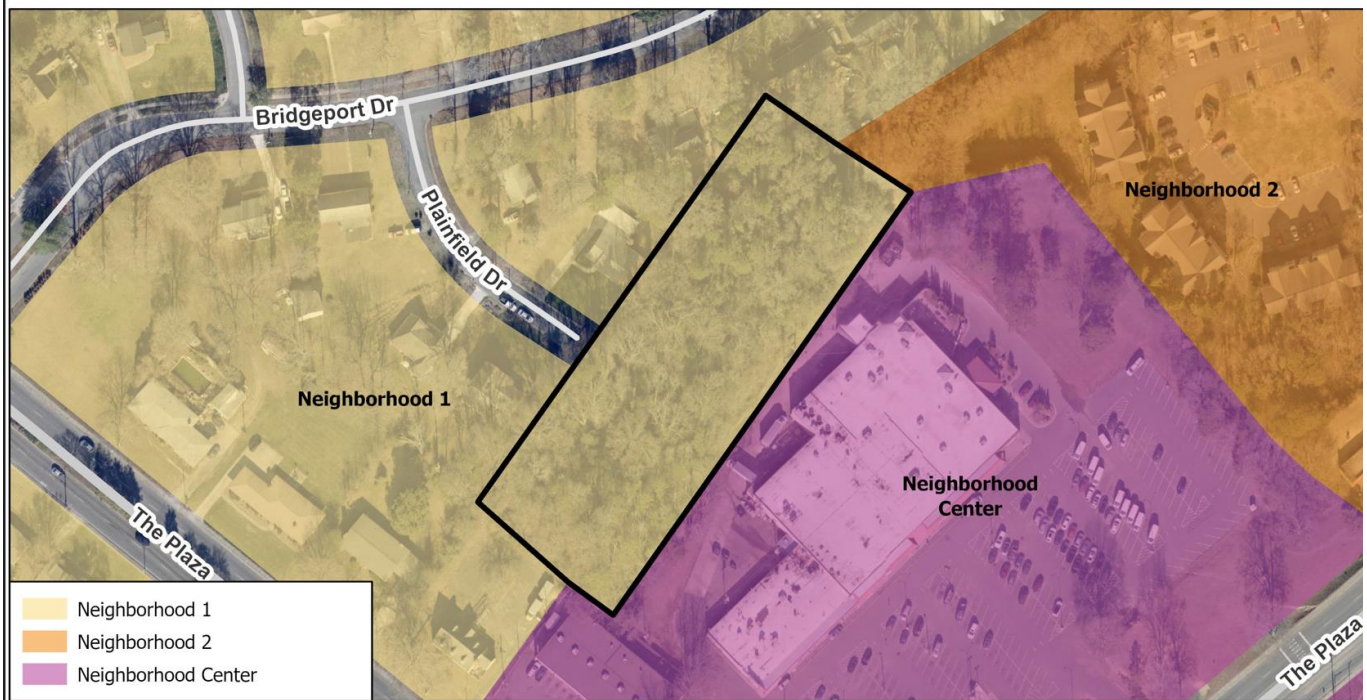 Bridgeport Dr
Plainfield Dr
Neighborhood 2
Neighborhood 1
Neighborhood
Center
The Plaza
The Plaza
Neighborhood 1
Neighborhood 2
Neighborhood Center